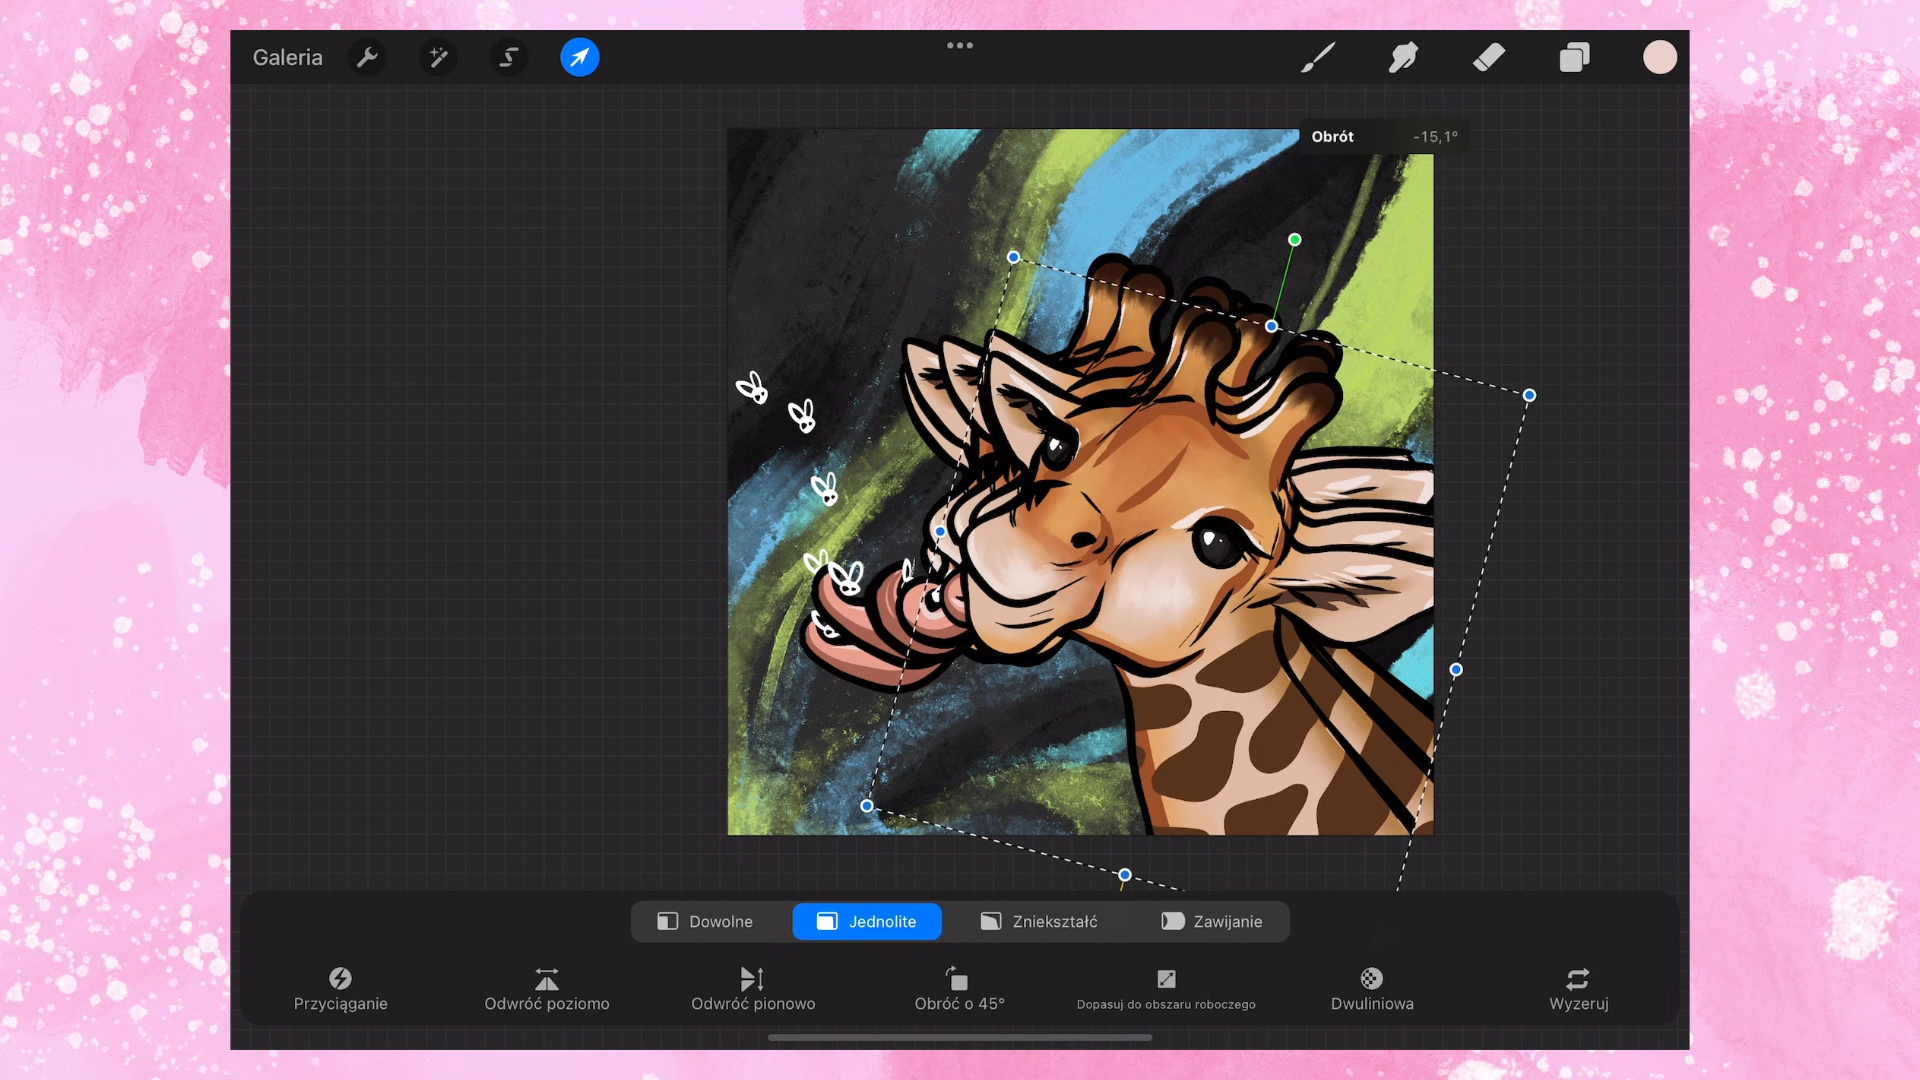 Galeria
Obrót -15,1°
Dowolne Jednolite Zniekształć Zawijanie
Przyciąganie Odwróć poziomo Odwróć pionowo Obróć o 45° Dopasuj do obszaru roboczego Dwuliniowa Wyzeruj